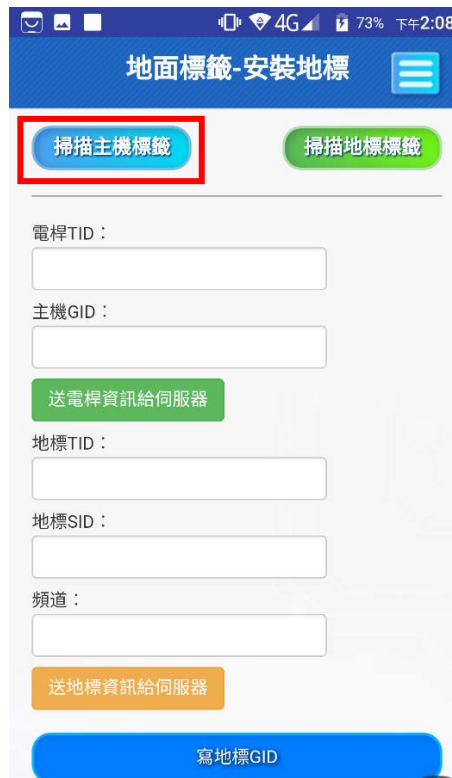 4G 73% 下午2:08
地面標籤-安裝地標
掃描主機標籤 掃描地標標籤
電桿TID：
主機GID：
送電桿資訊給伺服器
地標TID：
地標SID：
頻道：
送地標資訊給伺服器
寫地標GID